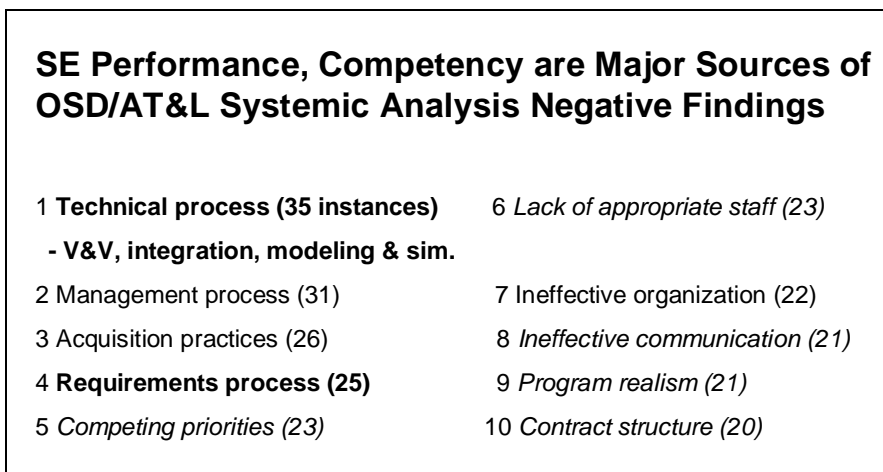 SE Performance, Competency are Major Sources of
OSD/AT&L Systemic Analysis Negative Findings
1 Technical process (35 instances)
- V&V, integration, modeling & sim.
2 Management process (31)
3 Acquisition practices (26)
4 Requirements process (25)
5 Competing priorities (23)
6 Lack of appropriate staff (23)
7 Ineffective organization (22)
8 Ineffective communication (21)
9 Program realism (21)
10 Contract structure (20)